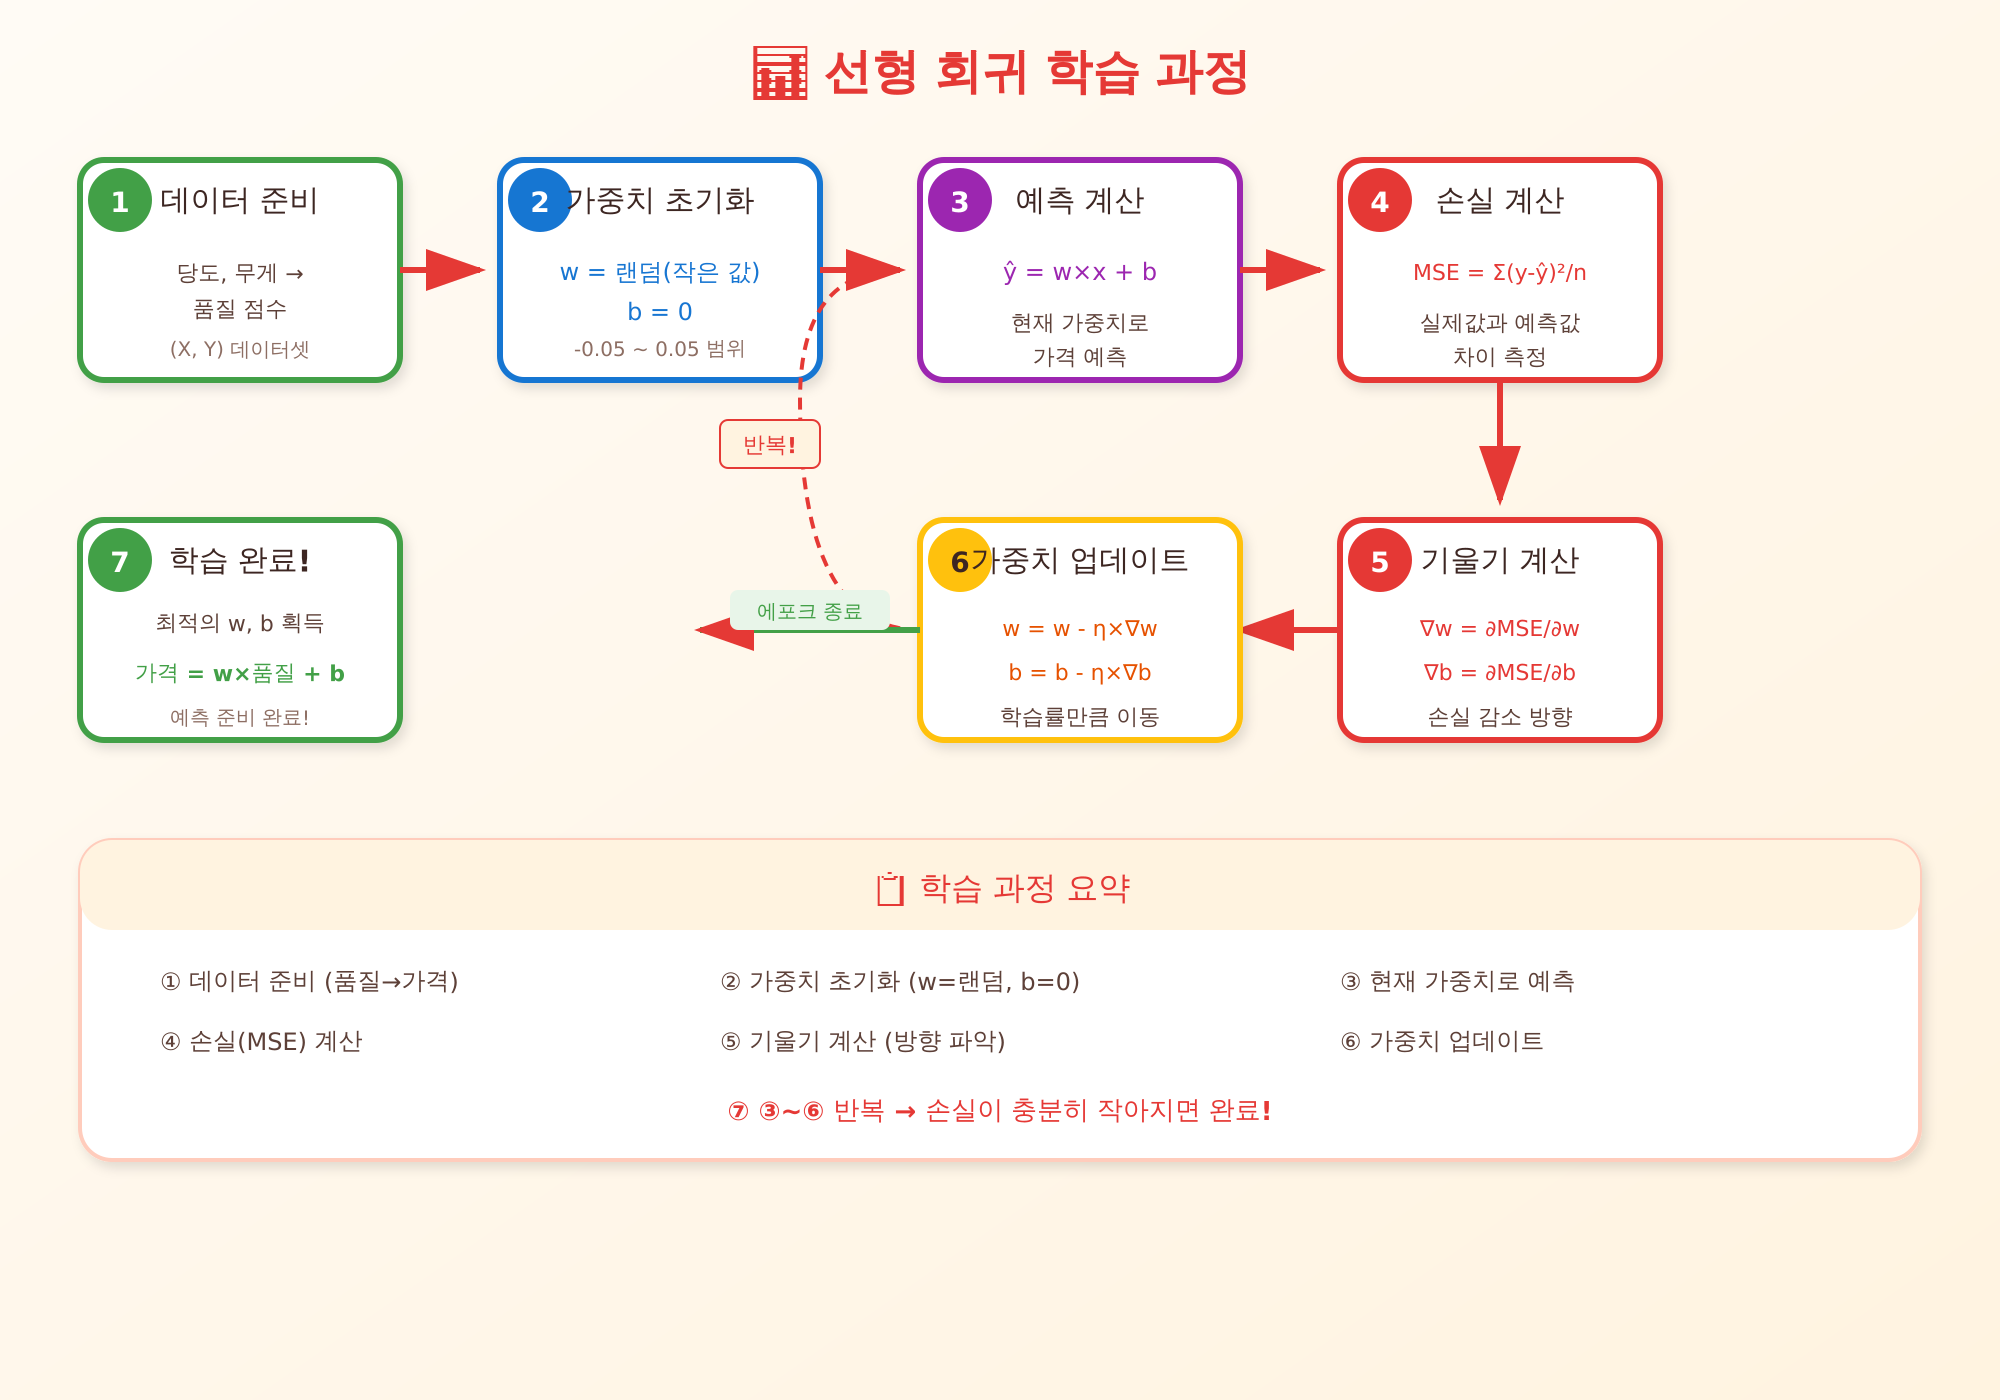 선형 회귀 학습 과정
1 데이터 준비
당도, 무게 →
품질 점수
(X, Y) 데이터셋
2 가중치 초기화
w = 랜덤(작은 값)
b = 0
-0.05 ~ 0.05 범위
3 예측 계산
ŷ = w×x + b
현재 가중치로
가격 예측
4 손실 계산
MSE = Σ(y-ŷ)²/n
실제값과 예측값
차이 측정
반복!
7 학습 완료!
최적의 w, b 획득
가격 = w×품질 + b
예측 준비 완료!
에포크 종료
6 가중치 업데이트
w = w - η×∇w
b = b - η×∇b
학습률만큼 이동
5 기울기 계산
∇w = ∂MSE/∂w
∇b = ∂MSE/∂b
손실 감소 방향
학습 과정 요약
① 데이터 준비 (품질→가격)
② 가중치 초기화 (w=랜덤, b=0)
③ 현재 가중치로 예측
④ 손실(MSE) 계산
⑤ 기울기 계산 (방향 파악)
⑥ 가중치 업데이트
⑦ ③~⑥ 반복 → 손실이 충분히 작아지면 완료!